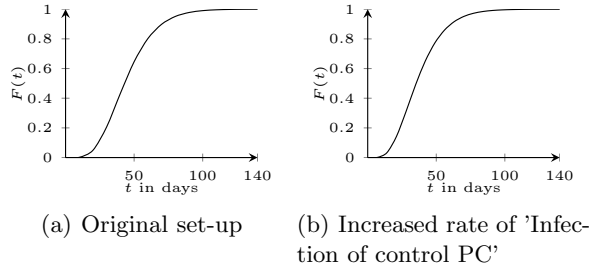 1
0.8
0.6
0.4
0.2
0
F(t)
50
100
140
t in days
(a) Original set-up
1
0.8
0.6
0.4
0.2
0
F(t)
50
100
140
t in days
(b) Increased rate of 'Infec-
tion of control PC'